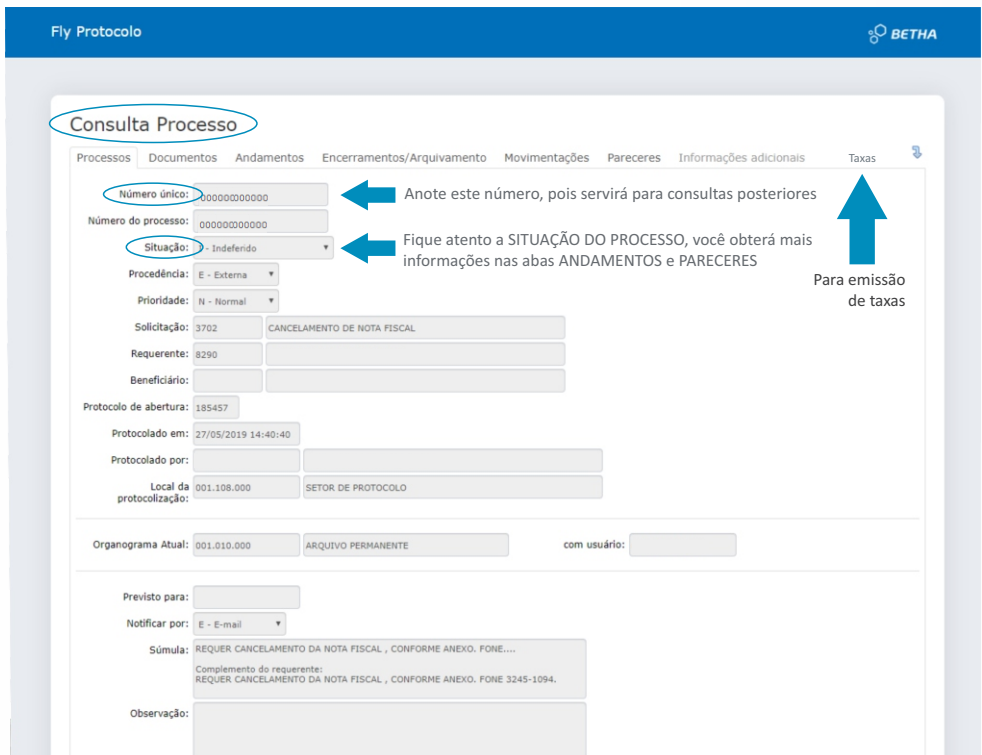 Fly Protocolo
BETHA
Consulta Processo
Processos Documentos Andamentos Encerramentos/Arquivamento Movimentações Pareceres Informações adicionais Taxas
Número único: 000000000000
Anote este número, pois servirá para consultas posteriores
Número do processo: 000000000000
Situação: I - Indeferido
Fique atento a SITUAÇÃO DO PROCESSO, você obterá mais
informações nas abas ANDAMENTOS e PARECERES
Procedência: E - Externa
Para emissão
de taxas
Prioridade: N - Normal
Solicitação: 3702 CANCELAMENTO DE NOTA FISCAL
Requerente: 8290
Beneficiário:
Protocolo de abertura: 185457
Protocolado em: 27/05/2019 14:40:40
Protocolado por:
Local da
protocolização: 001.108.000 SETOR DE PROTOCOLO
Organograma Atual: 001.010.000 ARQUIVO PERMANENTE com usuário:
Previsto para:
Notificar por: E - E-mail
Súmula: REQUER CANCELAMENTO DA NOTA FISCAL , CONFORME ANEXO. FONE....
Complemento do requerente:
REQUER CANCELAMENTO DA NOTA FISCAL , CONFORME ANEXO. FONE 3245-1094.
Observação: